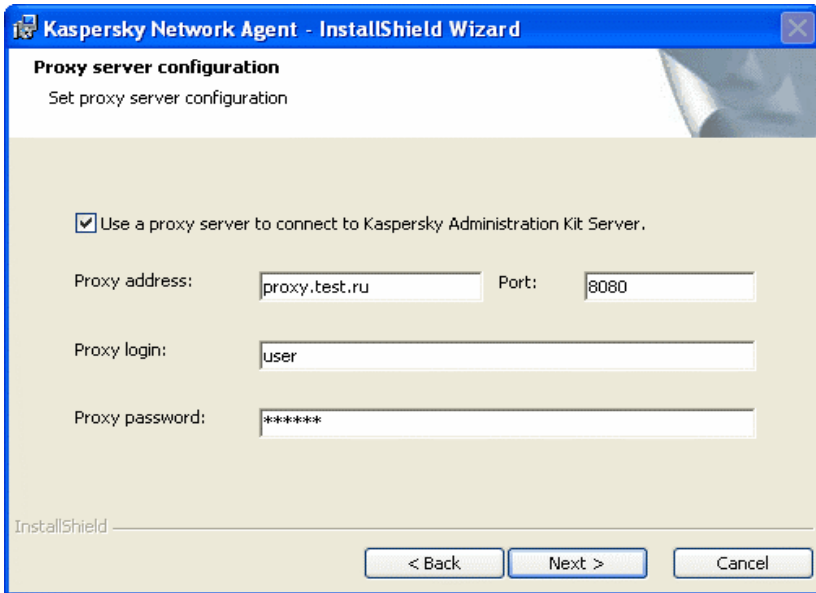 Kaspersky Network Agent - InstallShield Wizard
Proxy server configuration
Set proxy server configuration
Use a proxy server to connect to Kaspersky Administration Kit Server.
Proxy address: proxy.test.ru Port: 8080
Proxy login: user
Proxy password: ******
InstallShield
< Back Next > Cancel